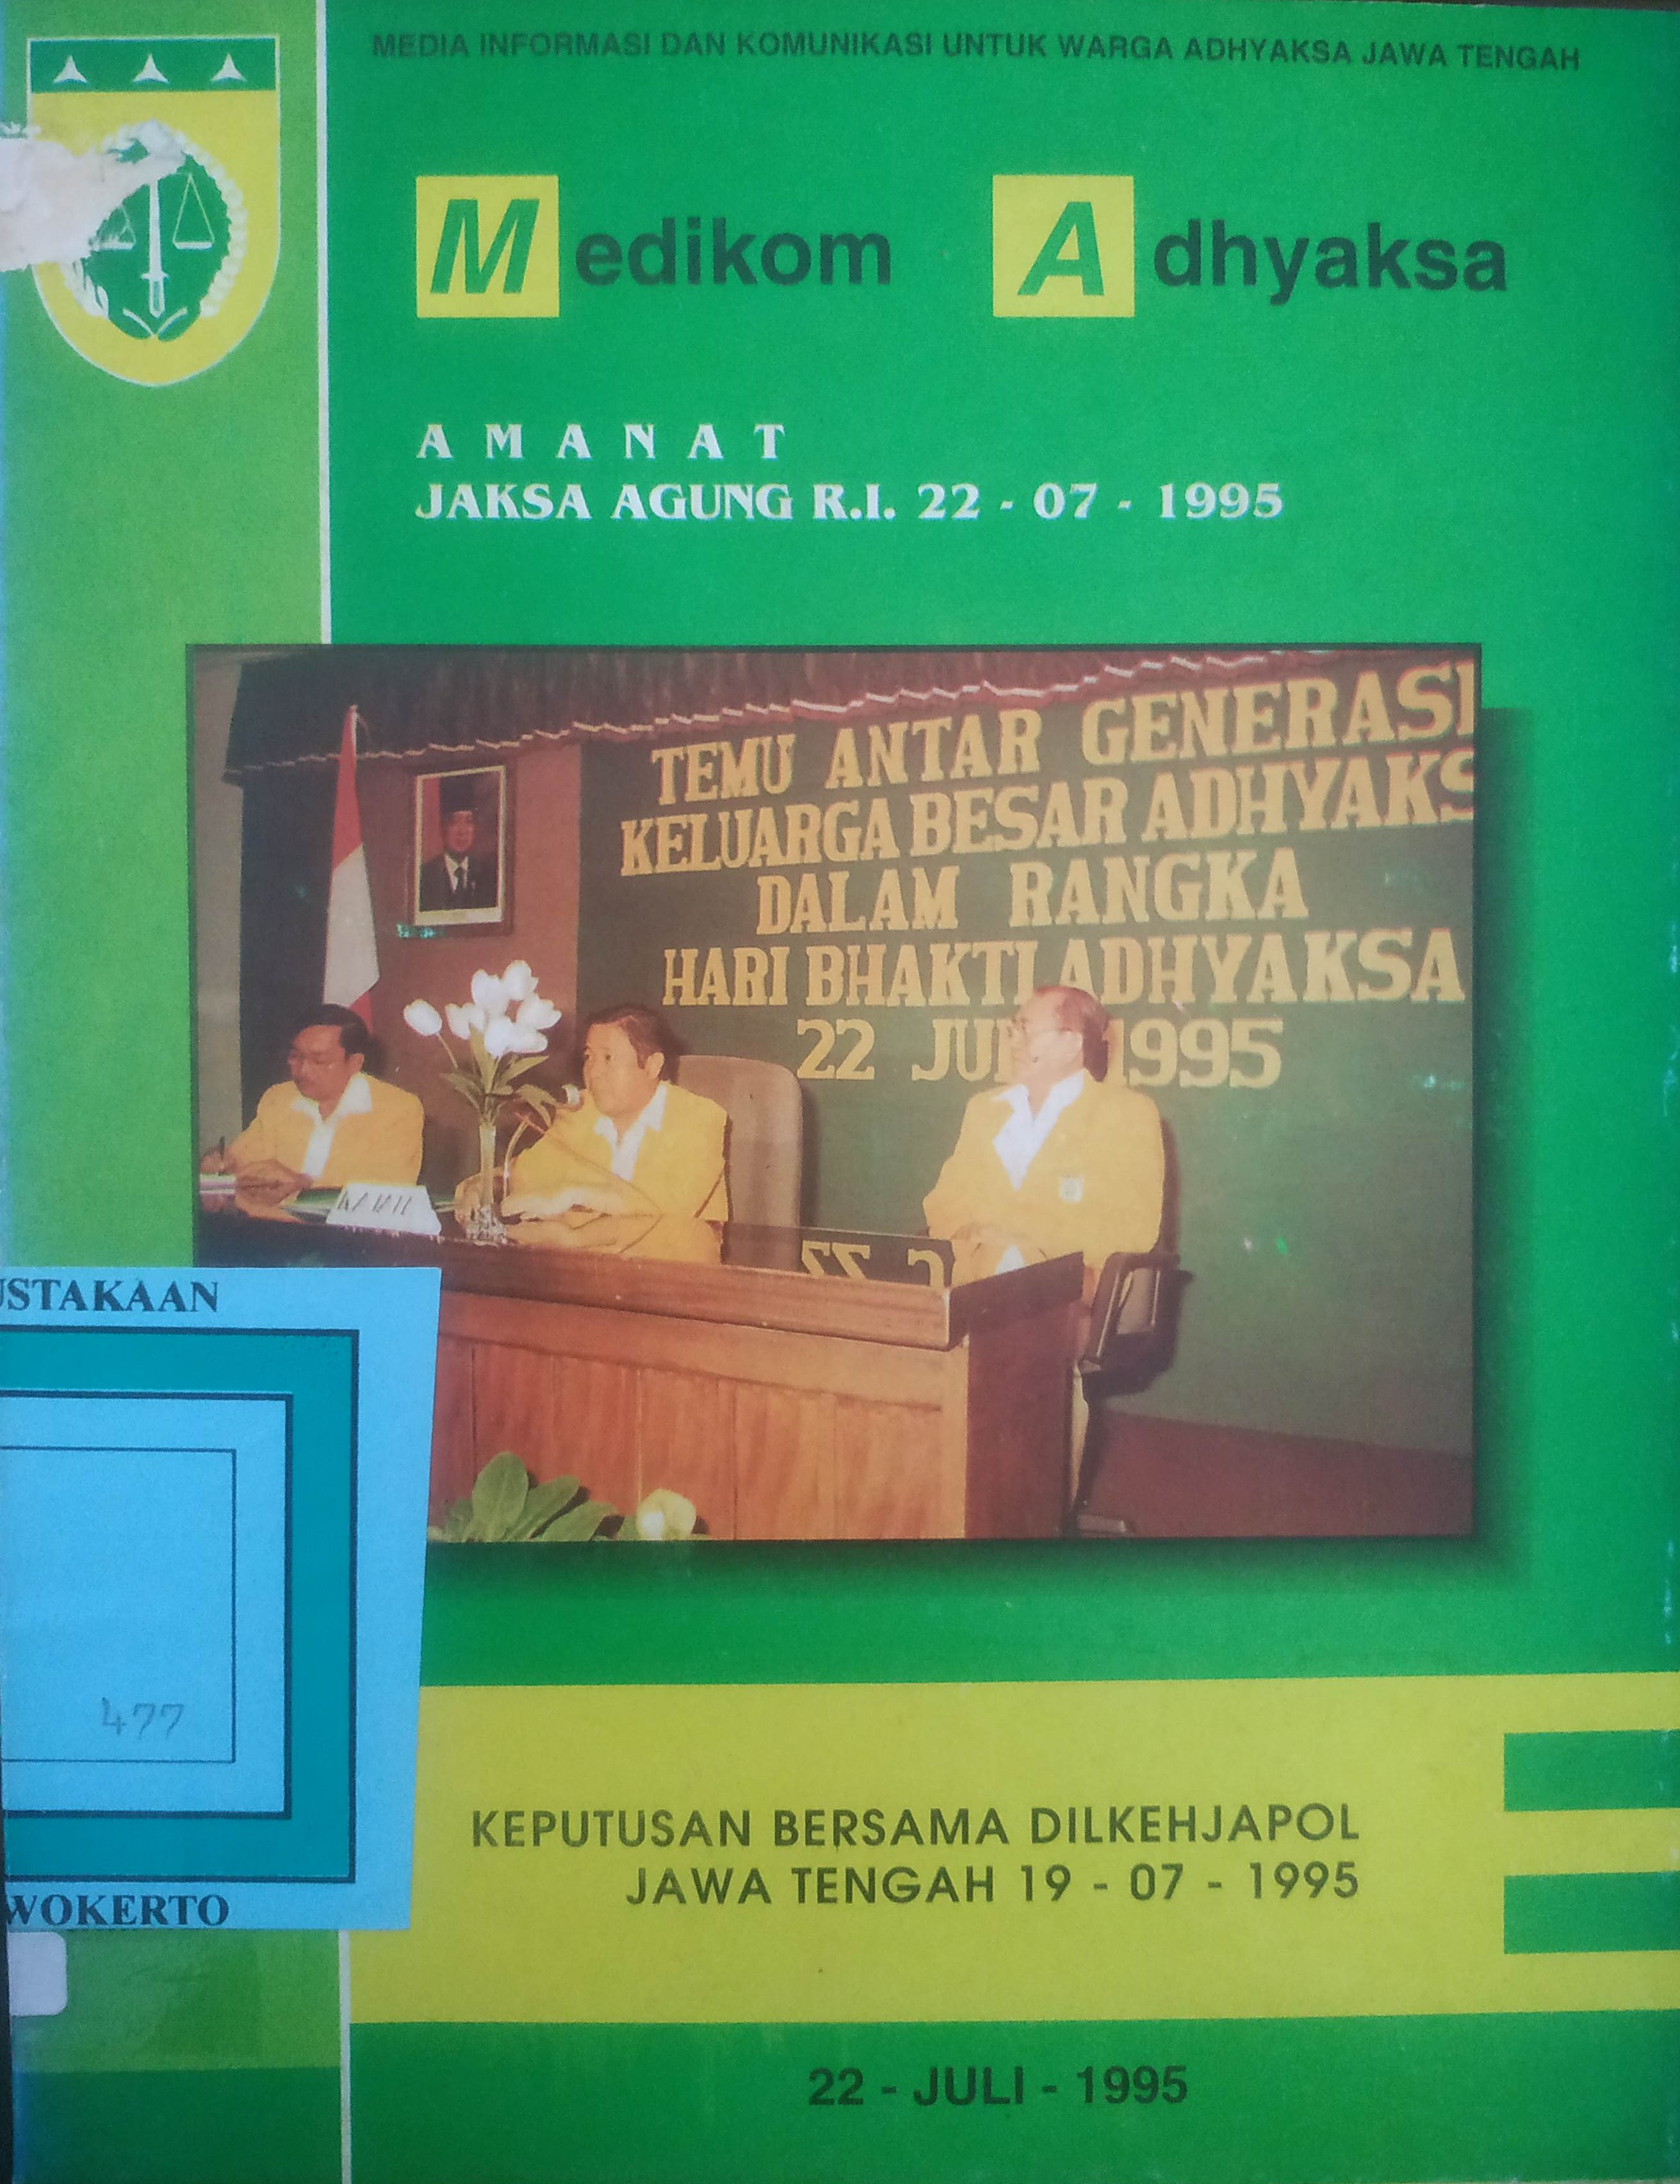 MEDIA INFORMASI DAN KOMUNIKASI UNTUK WARGA ADHYAKSA JAWA TENGAH
Medikom Adhyaksa
AMANAT
JAKSA AGUNG R.I. 22 - 07 - 1995
TEMU ANTAR GENERASI
KELUARGA BESAR ADHYAKS
DALAM RANGKA
HARI BHAKTI ADHYAKSA
22 JU 1995
USTAKAAN
477
WOKERTO
KEPUTUSAN BERSAMA DILKEHJAPOL
JAWA TENGAH 19 - 07 - 1995
22 - JULI - 1995